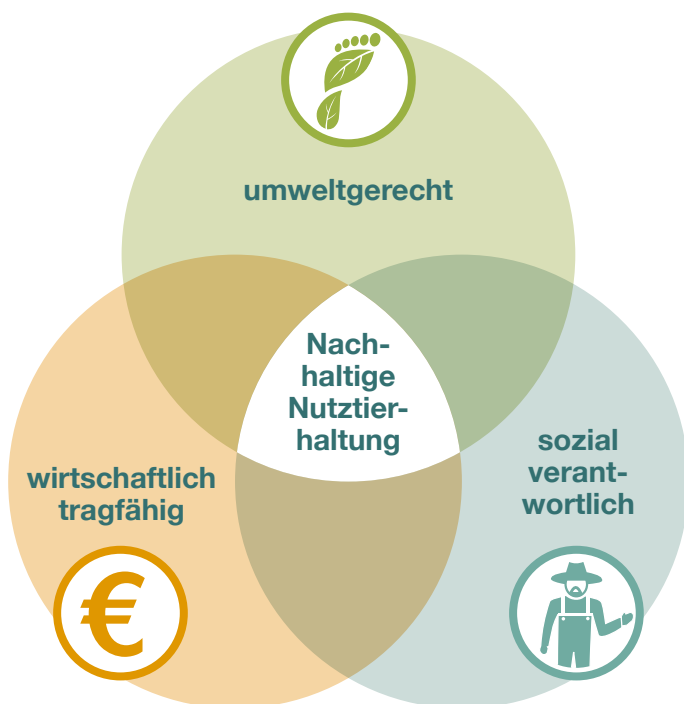 umweltgerecht
Nach-
haltige
Nutztier-
haltung
wirtschaftlich
tragfähig
sozial
verant-
wortlich
€